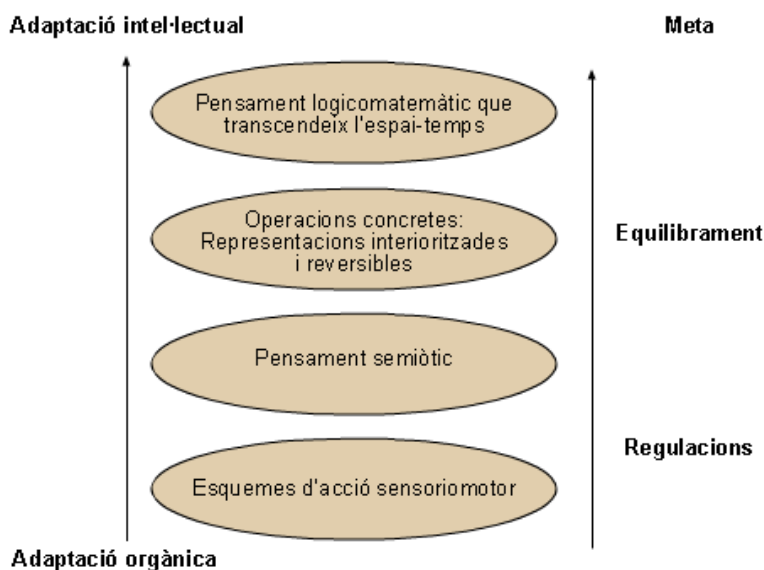 Adaptació intel·lectual
Meta
Pensament logicomatemàtic que
transcendeix l'espai-temps
Operacions concretes:
Representacions interioritzades
i reversibles
Equilibrament
Pensament semiòtic
Regulacions
Esquemes d'acció sensoriomotor
Adaptació orgànica